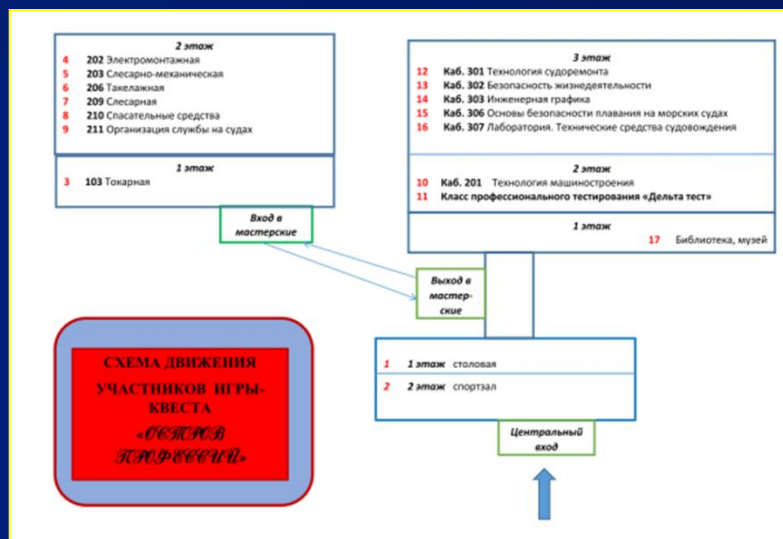 2 этаж
4 202 Электромонтажная
5 203 Слесарно-механическая
6 206 Такелажная
7 209 Слесарная
8 210 Спасательные средства
9 211 Организация службы на судах
1 этаж
3 103 Токарная
Вход в
мастерские
3 этаж
12 Каб. 301 Технология судоремонта
13 Каб. 302 Безопасность жизнедеятельности
14 Каб. 303 Инженерная графика
15 Каб. 306 Основы безопасности плавания на морских судах
16 Каб. 307 Лаборатория. Технические средства судовождения
2 этаж
10 Каб. 201 Технология машиностроения
11 Класс профессионального тестирования «Дельта тест»
1 этаж
17 Библиотека, музей
Выход в
мастер-
ские
1 1 этаж столовая
2 2 этаж спортзал
Центральный
вход
СХЕМА ДВИЖЕНИЯ
УЧАСТНИКОВ ИГРЫ-
КВЕСТА
«ОСТРОВ
ПРОФЕССИЙ»